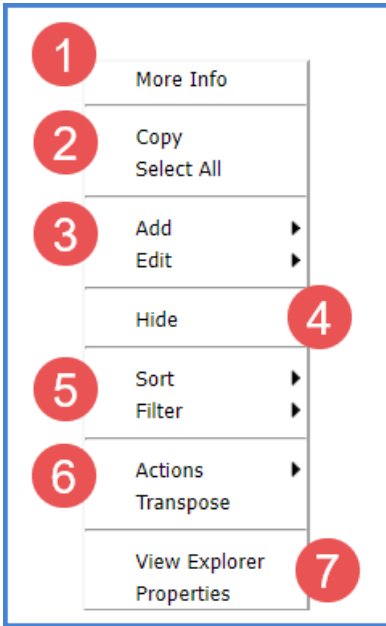 1
More Info
2
Copy
Select All
3
Add
Edit
Hide
4
5
Sort
Filter
6
Actions
Transpose
View Explorer
7
Properties